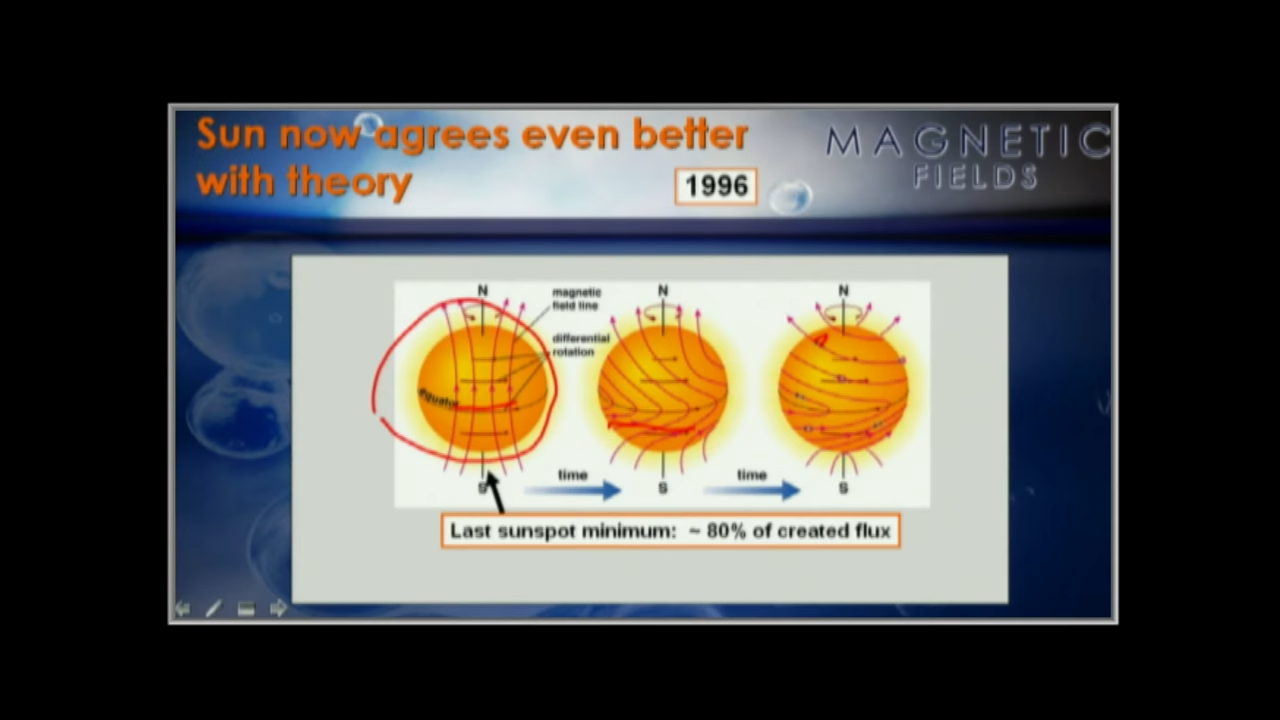 Sun now agrees even better
with theory
1996
MAGNETIC
FIELDS
N
magnetic
field line
differential
rotation
equator
S
time
N
S
time
N
S
Last sunspot minimum: ~ 80% of created flux